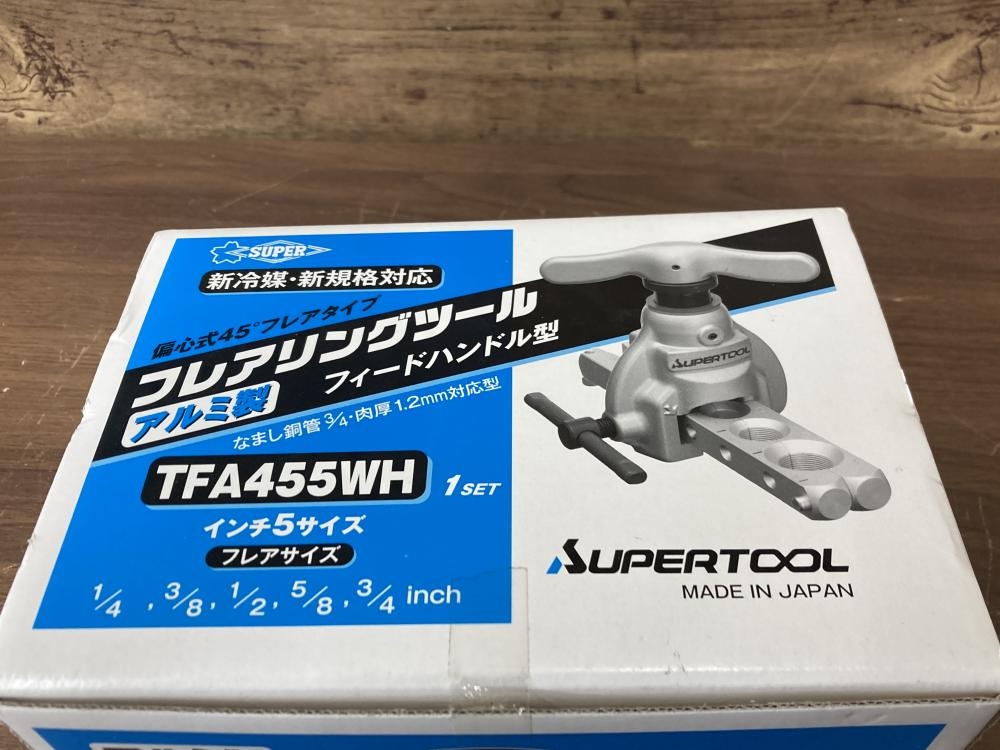 SUPER
新冷媒・新規格対応
偏心式45°フレアタイプ
フレアリングツール
アルミ製
フィードハンドル型
なまし銅管3/4・肉厚1.2mm対応型
TFA455WH 1SET
インチ5サイズ
フレアサイズ
1/4 , 3/8 , 1/2 , 5/8 , 3/4 inch
SUPERTOOL
SUPERTOOL
MADE IN JAPAN